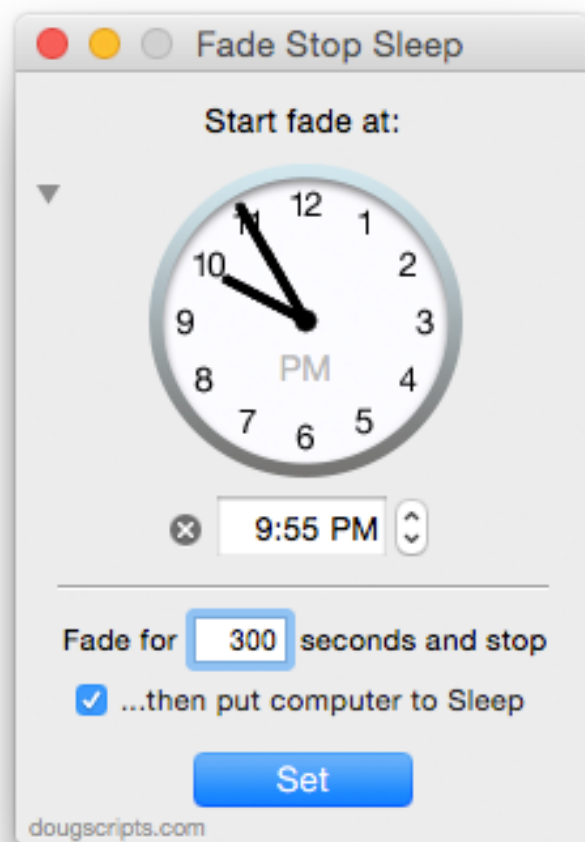 Fade Stop Sleep
Start fade at:
12
11 1
10 2
9 3
PM
8 4
7 5
6
9:55 PM
Fade for 300 seconds and stop
...then put computer to Sleep
Set
dougscripts.com